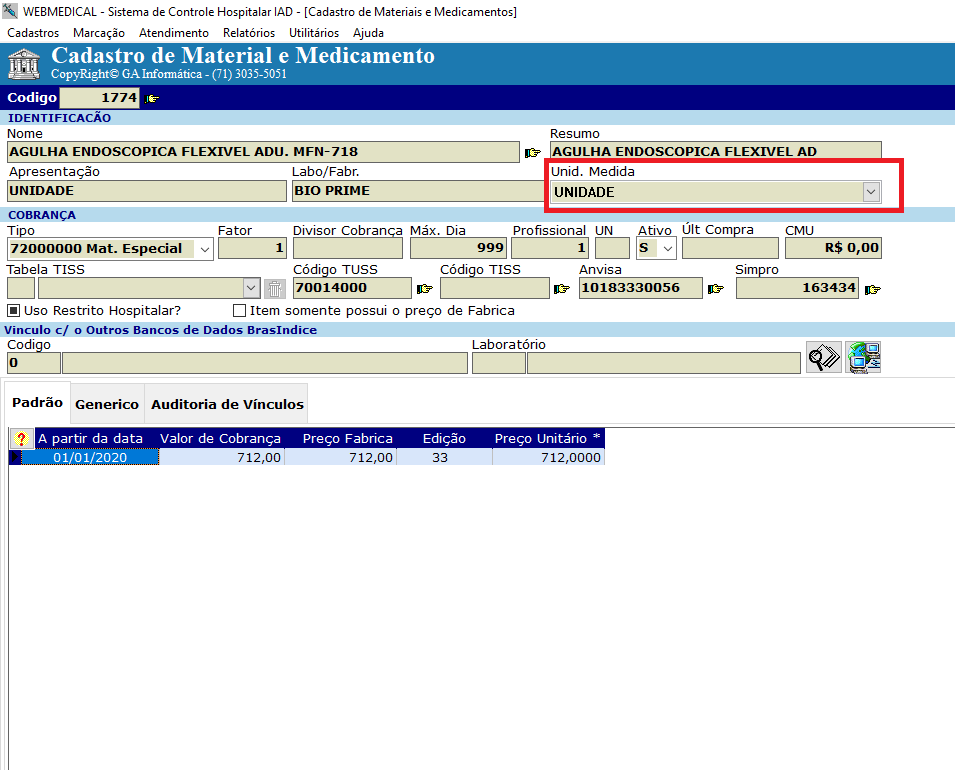 WEBMEDICAL - Sistema de Controle Hospitalar IAD - [Cadastro de Materiais e Medicamentos]
Cadastros Marcação Atendimento Relatórios Utilitários Ajuda
Cadastro de Material e Medicamento
CopyRight© GA Informática - (71) 3035-5051
Codigo 1774
IDENTIFICACÃO
Nome Resumo
AGULHA ENDOSCOPICA FLEXIVEL ADU. MFN-718 AGULHA ENDOSCOPICA FLEXIVEL AD
Apresentação Labo/Fabr. Unid. Medida
UNIDADE BIO PRIME UNIDADE
COBRANÇA
Tipo Fator Divisor Cobrança Máx. Dia Profissional UN Ativo Últ Compra CMU
72000000 Mat. Especial 1 999 1 S R$ 0,00
Tabela TISS Código TUSS Código TISS Anvisa Simpro
70014000 10183330056 163434
Uso Restrito Hospitalar? Item somente possui o preço de Fabrica
Vinculo c/ o Outros Bancos de Dados BrasIndice
Codigo Laboratório
0
Padrão Generico Auditoria de Vínculos
? A partir da data Valor de Cobrança Preço Fabrica Edição Preço Unitário *
01/01/2020 712,00 712,00 33 712,0000